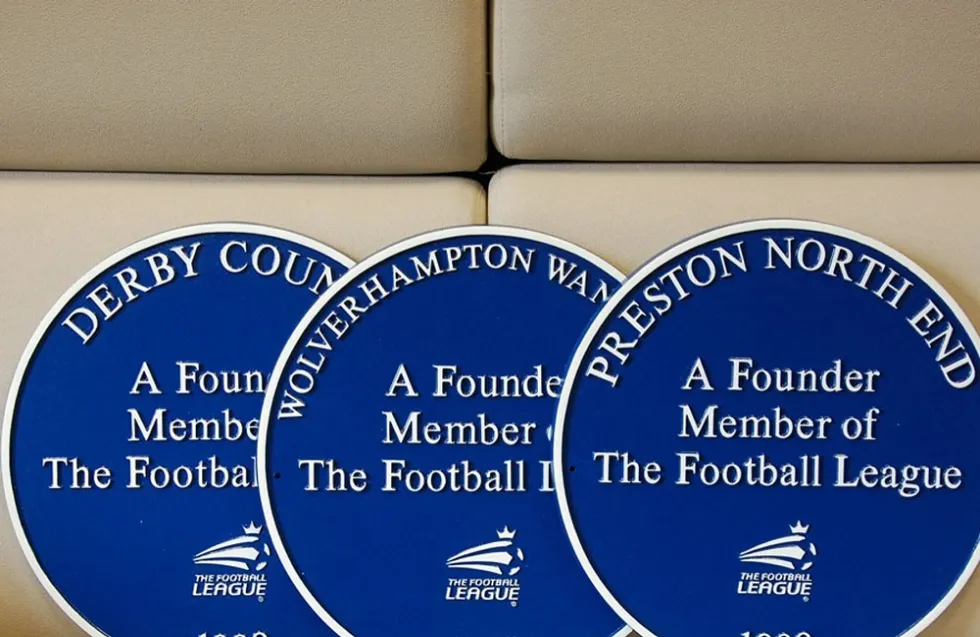 DERBY COUN
A Foun
Membe
The Footbal
THE FOOTBALL
LEAGUE
WOLVERHAMPTON WAN
A Founde
Member
The Football
THE FOOTBALL
LEAGUE
PRESTON NORTH END
A Founder
Member of
The Football League
THE FOOTBALL
LEAGUE